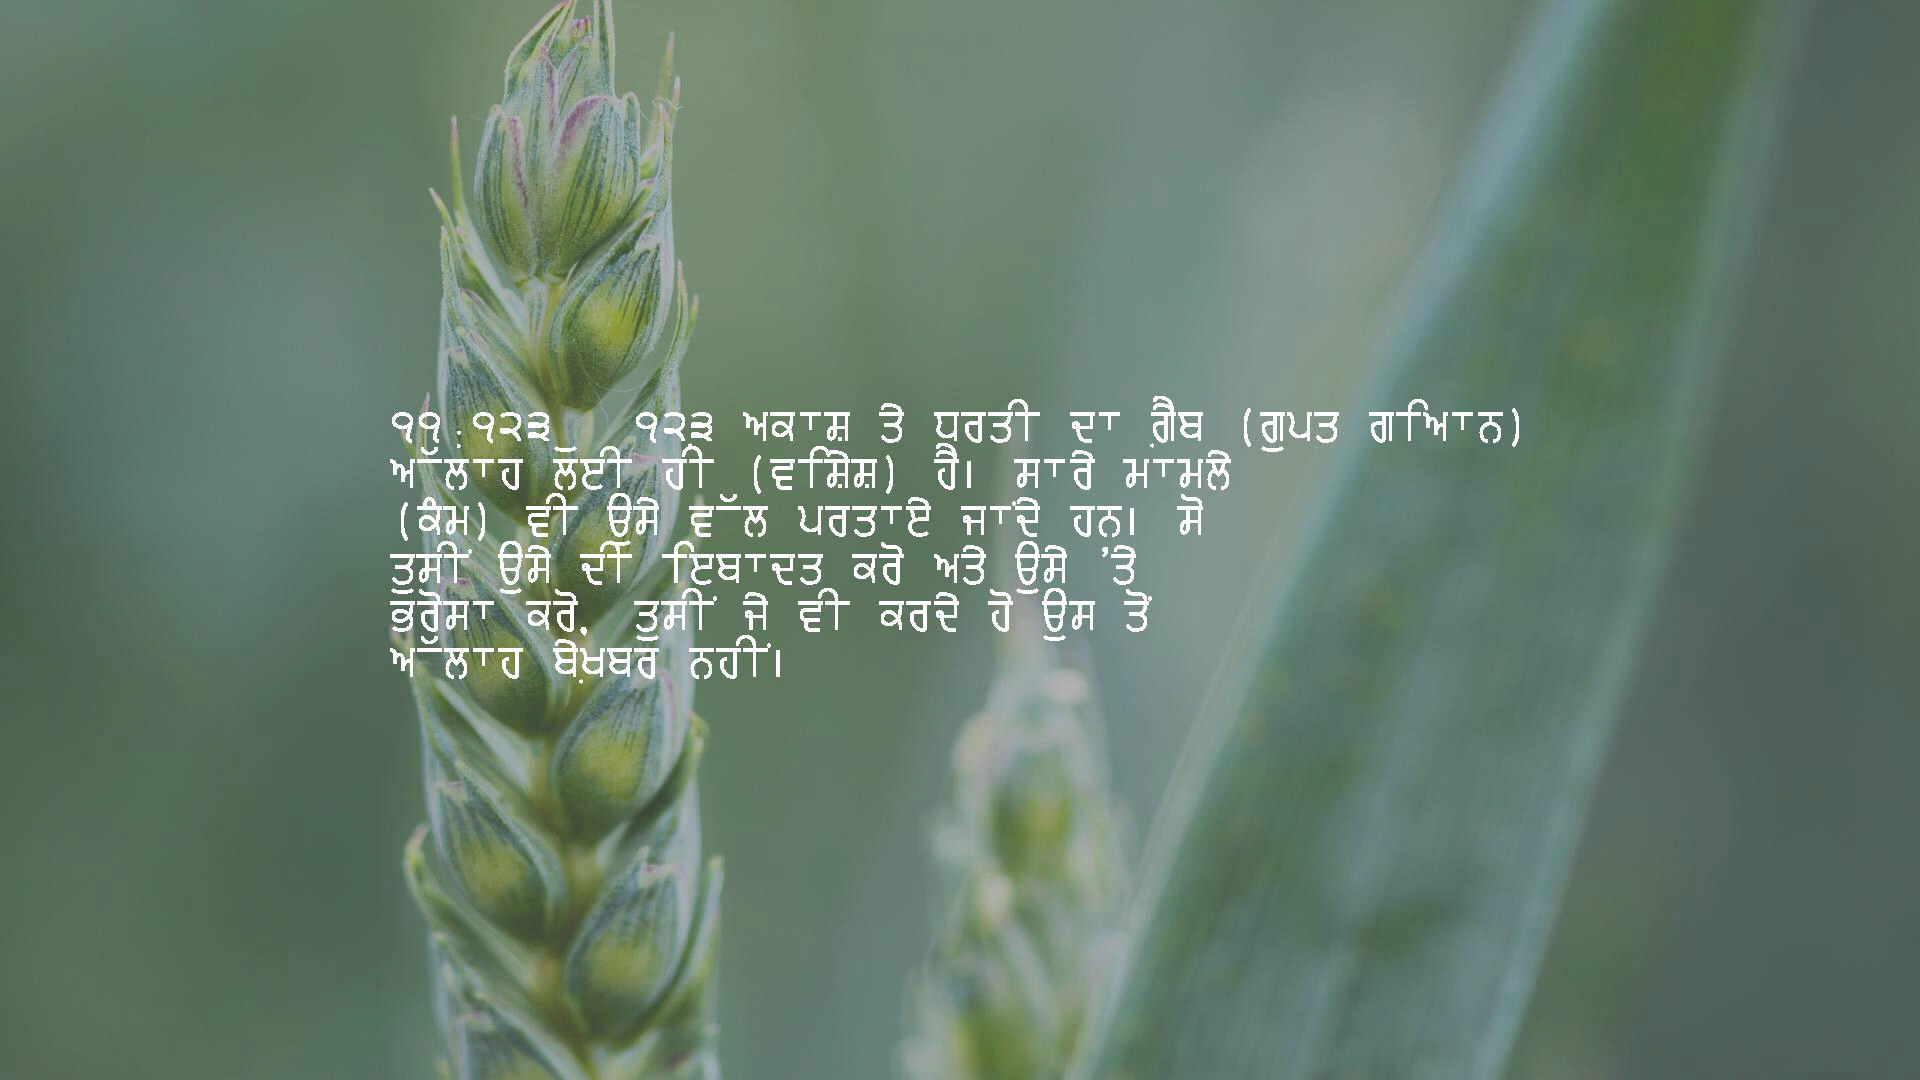 ੧੧:੧੨੩ ੧੨੩ ਅਕਾਸ਼ ਤੇ ਧਰਤੀ ਦਾ ਗ਼ੈਬ (ਗੁਪਤ ਗਿਆਨ)
ਅੱਲਾਹ ਲਈ ਹੀ (ਵਿਸ਼ੇਸ਼) ਹੈ। ਸਾਰੇ ਮਾਮਲੇ
(ਕੰਮ) ਵੀ ਉਸੇ ਵੱਲ ਪਰਤਾਏ ਜਾਂਦੇ ਹਨ। ਸੋ
ਤੁਸੀਂ ਉਸੇ ਦੀ ਇਬਾਦਤ ਕਰੋ ਅਤੇ ਉਸੇ ’ਤੇ
ਭਰੋਸਾ ਕਰੋ, ਤੁਸੀਂ ਜੋ ਵੀ ਕਰਦੇ ਹੋ ਉਸ ਤੋਂ
ਅੱਲਾਹ ਬੇਖ਼ਬਰ ਨਹੀਂ।